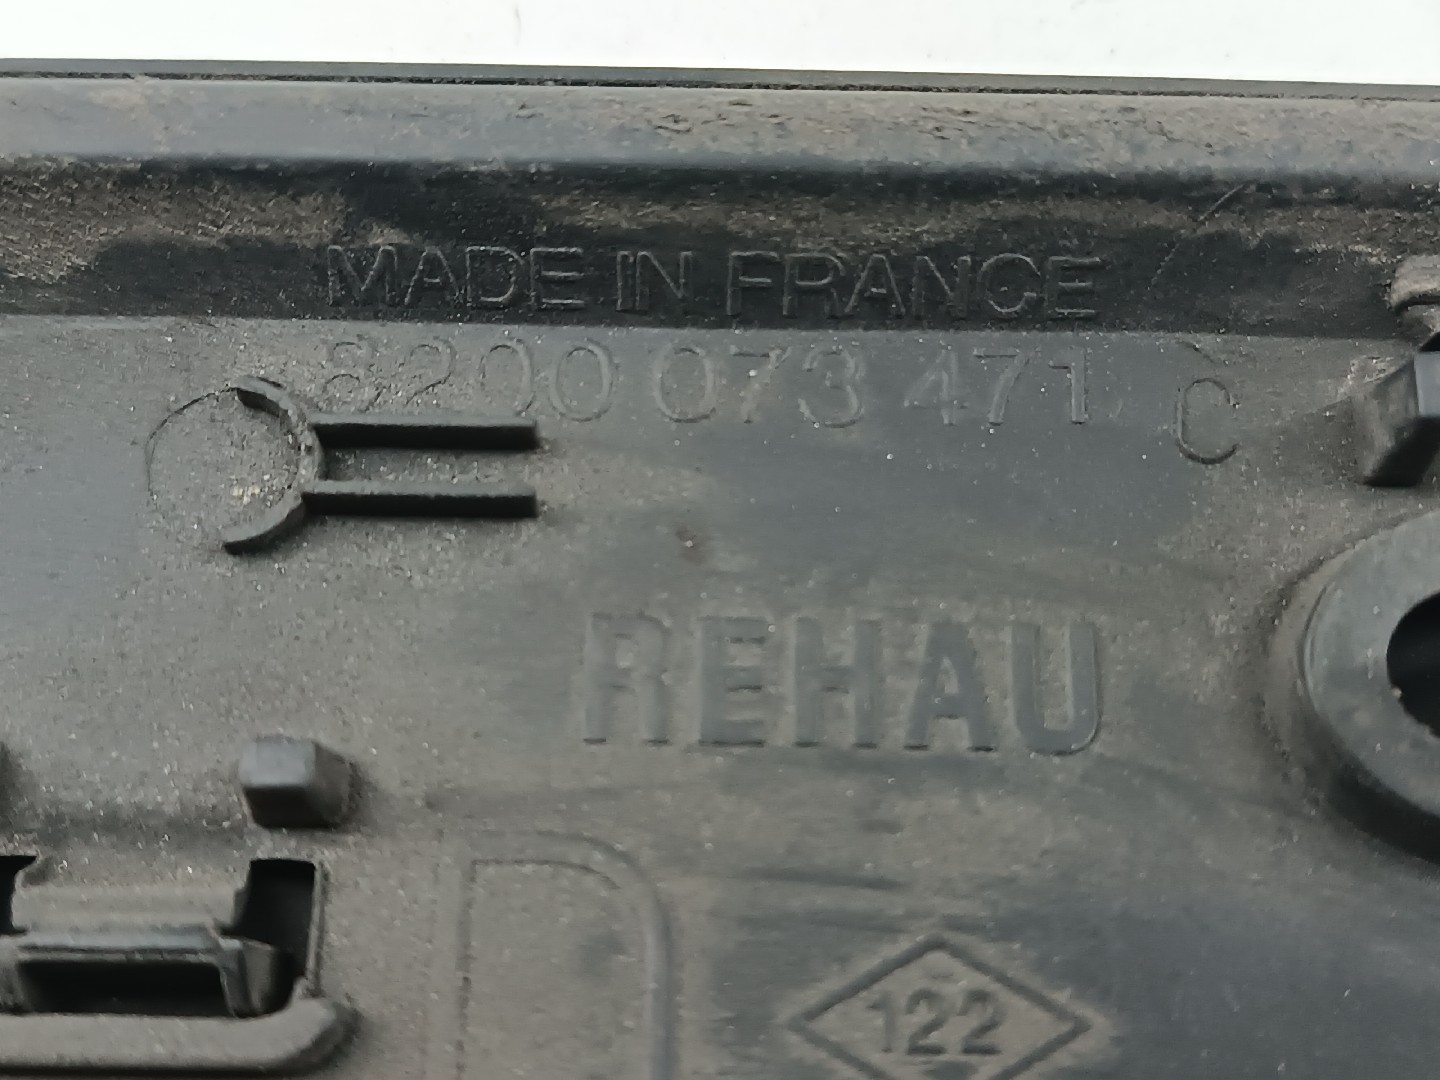 MADE IN FRANCE
8200 073 471 C
REHAU
D
122